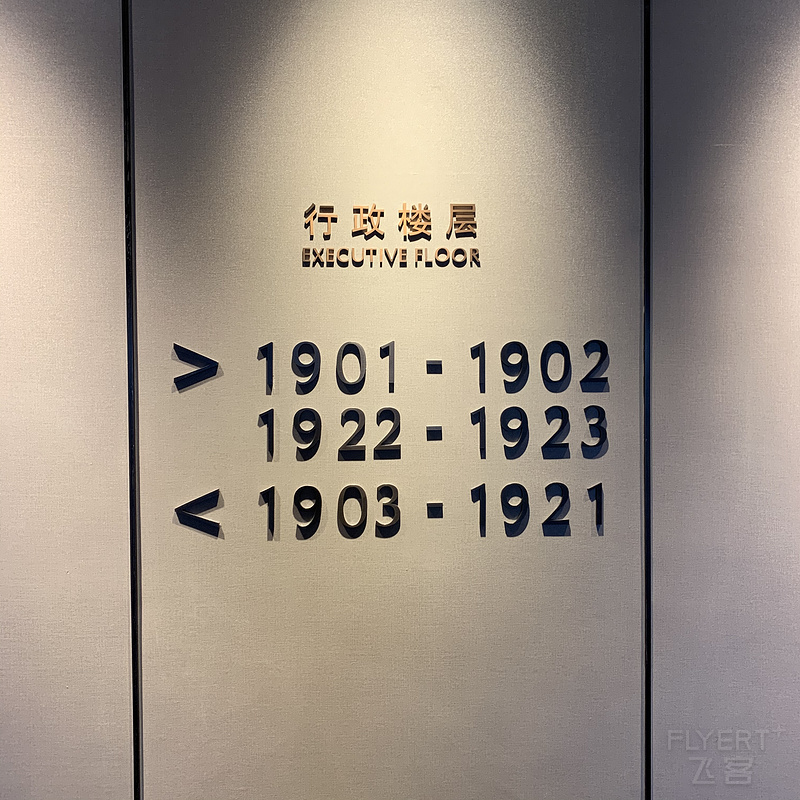 行政楼层
EXECUTIVE FLOOR
> 1901 - 1902
1922 - 1923
< 1903 - 1921
FLYERT+
飞客